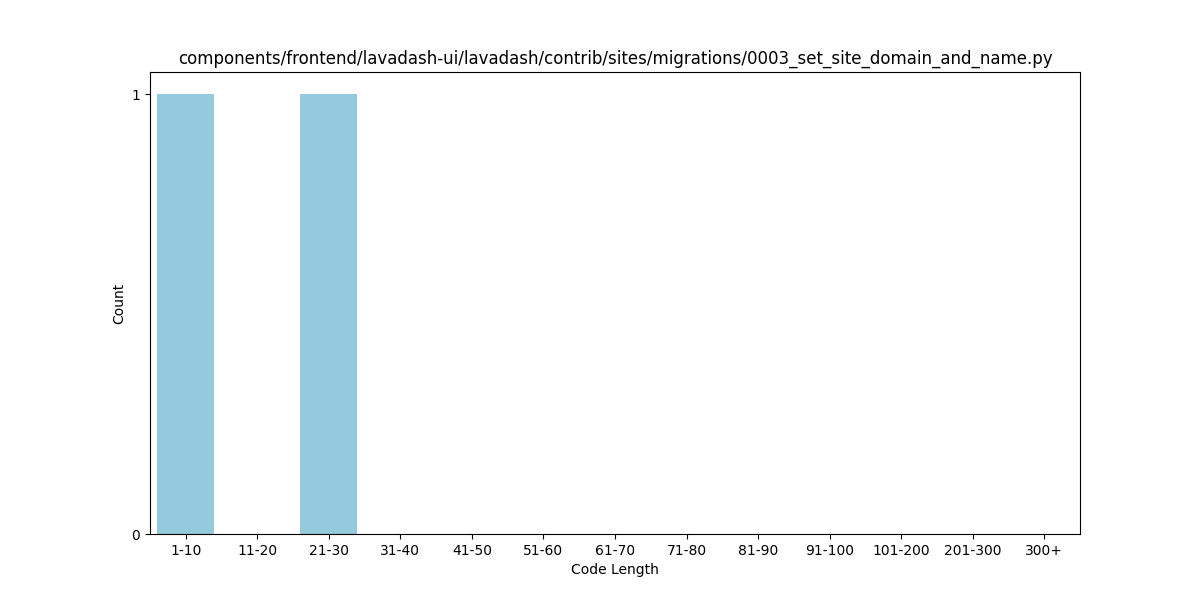 components/frontend/lavadash-ui/lavadash/contrib/sites/migrations/0003_set_site_domain_and_name.py
1
Count
0
1-10 11-20 21-30 31-40 41-50 51-60 61-70 71-80 81-90 91-100 101-200 201-300 300+
Code Length